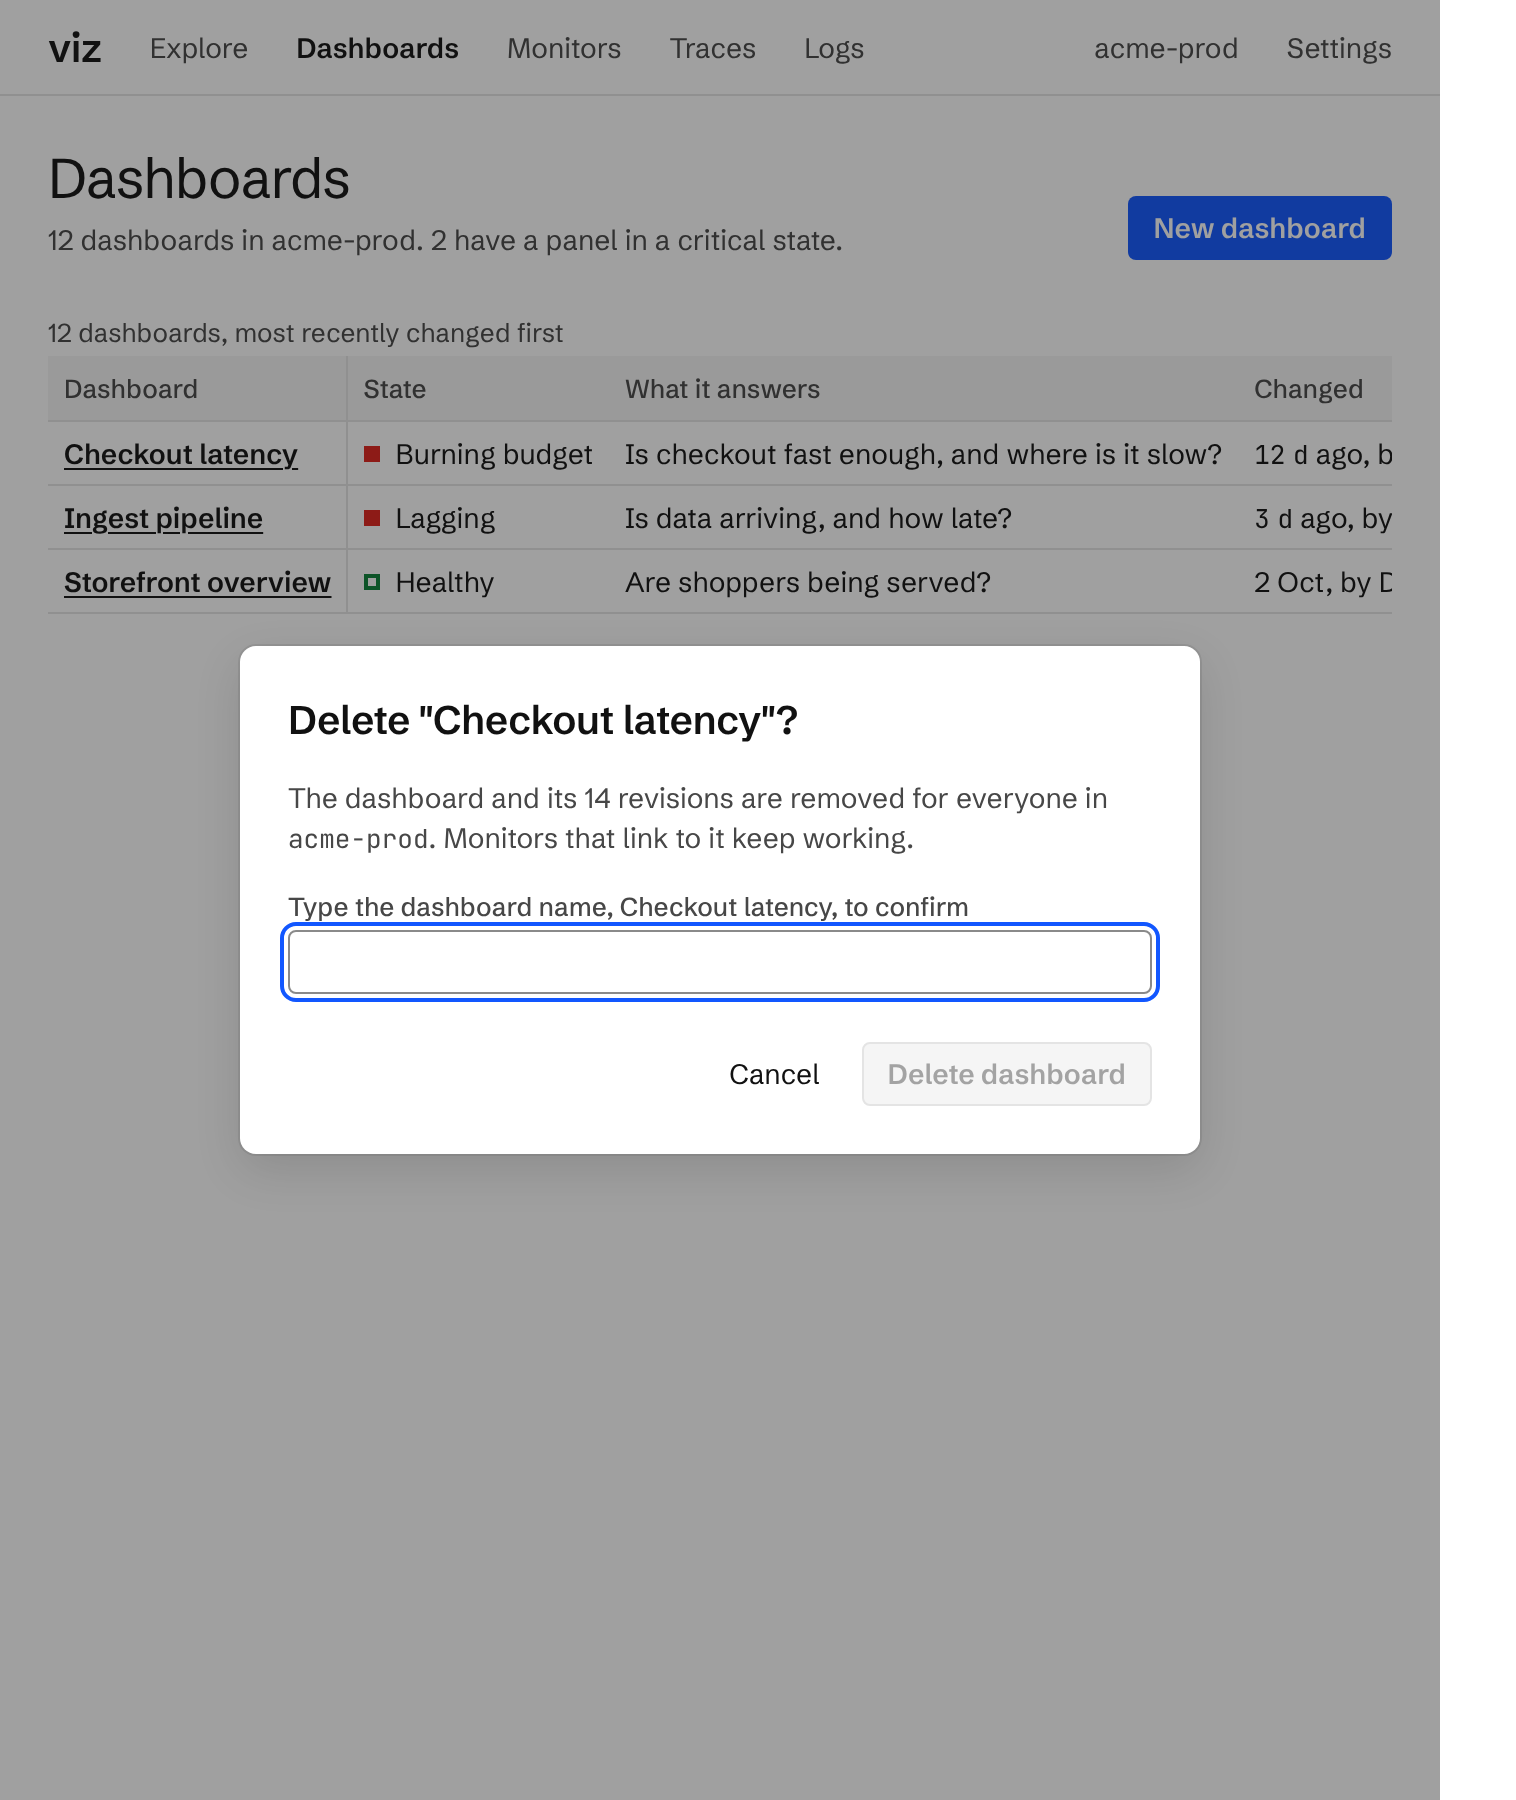 viz Explore Dashboards Monitors Traces Logs acme-prod Settings
Dashboards
12 dashboards in acme-prod. 2 have a panel in a critical state.
New dashboard
12 dashboards, most recently changed first
Dashboard State What it answers Changed
Checkout latency Burning budget Is checkout fast enough, and where is it slow? 12 d ago, b
Ingest pipeline Lagging Is data arriving, and how late? 3 d ago, by
Storefront overview Healthy Are shoppers being served? 2 Oct, by D
Delete "Checkout latency"?
The dashboard and its 14 revisions are removed for everyone in
acme-prod. Monitors that link to it keep working.
Type the dashboard name, Checkout latency, to confirm
Cancel Delete dashboard